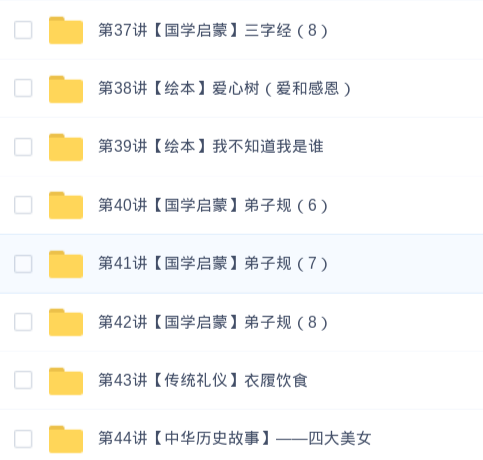 第37讲【国学启蒙】三字经（8）
第38讲【绘本】爱心树（爱和感恩）
第39讲【绘本】我不知道我是谁
第40讲【国学启蒙】弟子规（6）
第41讲【国学启蒙】弟子规（7）
第42讲【国学启蒙】弟子规（8）
第43讲【传统礼仪】衣履饮食
第44讲【中华历史故事】——四大美女